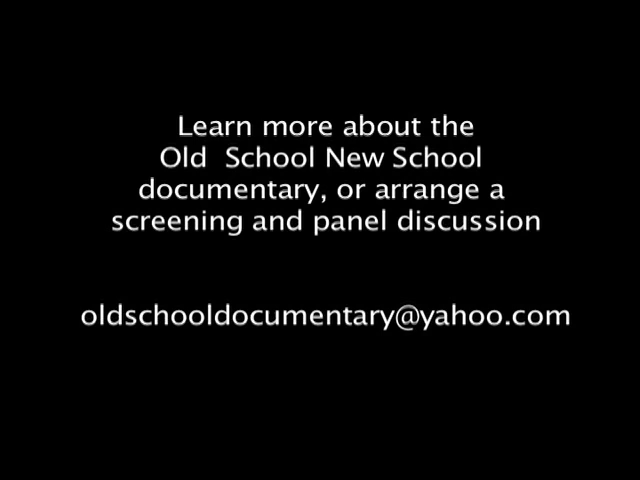 Learn more about the
Old  School New School
documentary, or arrange a
screening and panel discussion
oldschooldocumentary@yahoo.com